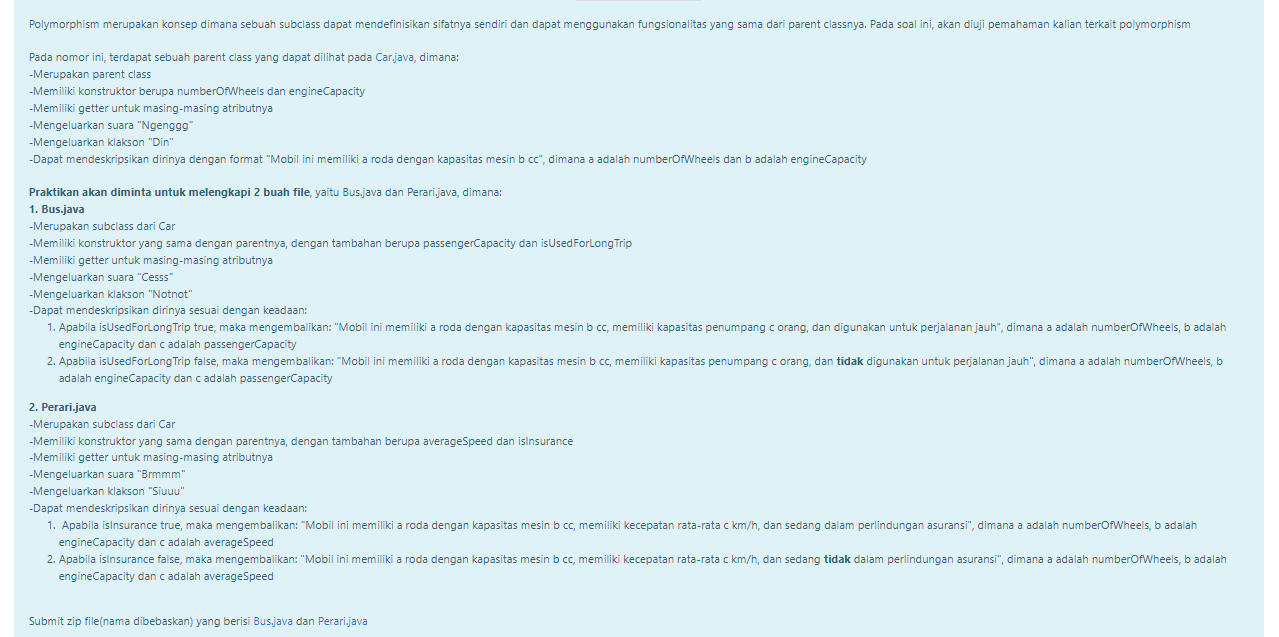 Polymorphism merupakan konsep dimana sebuah subclass dapat mendefinisikan sifatnya sendiri dan dapat menggunakan fungsionalitas yang sama dari parent classnya. Pada soal ini, akan diuji pemahaman kalian terkait polymorphism
Pada nomor ini, terdapat sebuah parent class yang dapat dilihat pada Car.java, dimana:
-Merupakan parent class
-Memiliki konstruktor berupa numberOfWheels dan engineCapacity
-Memiliki getter untuk masing-masing atributnya
-Mengeluarkan suara "Ngenggg"
-Mengeluarkan klakson "Din"
-Dapat mendeskripsikan dirinya dengan format "Mobil ini memiliki a roda dengan kapasitas mesin b cc", dimana a adalah numberOfWheels dan b adalah engineCapacity
Praktikan akan diminta untuk melengkapi 2 buah file, yaitu Bus.java dan Perari.java, dimana:
1. Bus.java
-Merupakan subclass dari Car
-Memiliki konstruktor yang sama dengan parentnya, dengan tambahan berupa passengerCapacity dan isUsedForLongTrip
-Memiliki getter untuk masing-masing atributnya
-Mengeluarkan suara "Cesss"
-Mengeluarkan klakson "Notnot"
-Dapat mendeskripsikan dirinya sesuai dengan keadaan:
1. Apabila isUsedForLongTrip true, maka mengembalikan: "Mobil ini memiliki a roda dengan kapasitas mesin b cc, memiliki kapasitas penumpang c orang, dan digunakan untuk perjalanan jauh", dimana a adalah numberOfWheels, b adalah
engineCapacity dan c adalah passengerCapacity
2. Apabila isUsedForLongTrip false, maka mengembalikan: "Mobil ini memiliki a roda dengan kapasitas mesin b cc, memiliki kapasitas penumpang c orang, dan tidak digunakan untuk perjalanan jauh", dimana a adalah numberOfWheels, b
adalah engineCapacity dan c adalah passengerCapacity
2. Perari.java
-Merupakan subclass dari Car
-Memiliki konstruktor yang sama dengan parentnya, dengan tambahan berupa averageSpeed dan isInsurance
-Memiliki getter untuk masing-masing atributnya
-Mengeluarkan suara "Brmmm"
-Mengeluarkan klakson "Siuuu"
-Dapat mendeskripsikan dirinya sesuai dengan keadaan:
1. Apabila isInsurance true, maka mengembalikan: "Mobil ini memiliki a roda dengan kapasitas mesin b cc, memiliki kecepatan rata-rata c km/h, dan sedang dalam perlindungan asuransi", dimana a adalah numberOfWheels, b adalah
engineCapacity dan c adalah averageSpeed
2. Apabila isInsurance false, maka mengembalikan: "Mobil ini memiliki a roda dengan kapasitas mesin b cc, memiliki kecepatan rata-rata c km/h, dan sedang tidak dalam perlindungan asuransi", dimana a adalah numberOfWheels, b adalah
engineCapacity dan c adalah averageSpeed
Submit zip file(nama dibebaskan) yang berisi Bus.java dan Perari.java